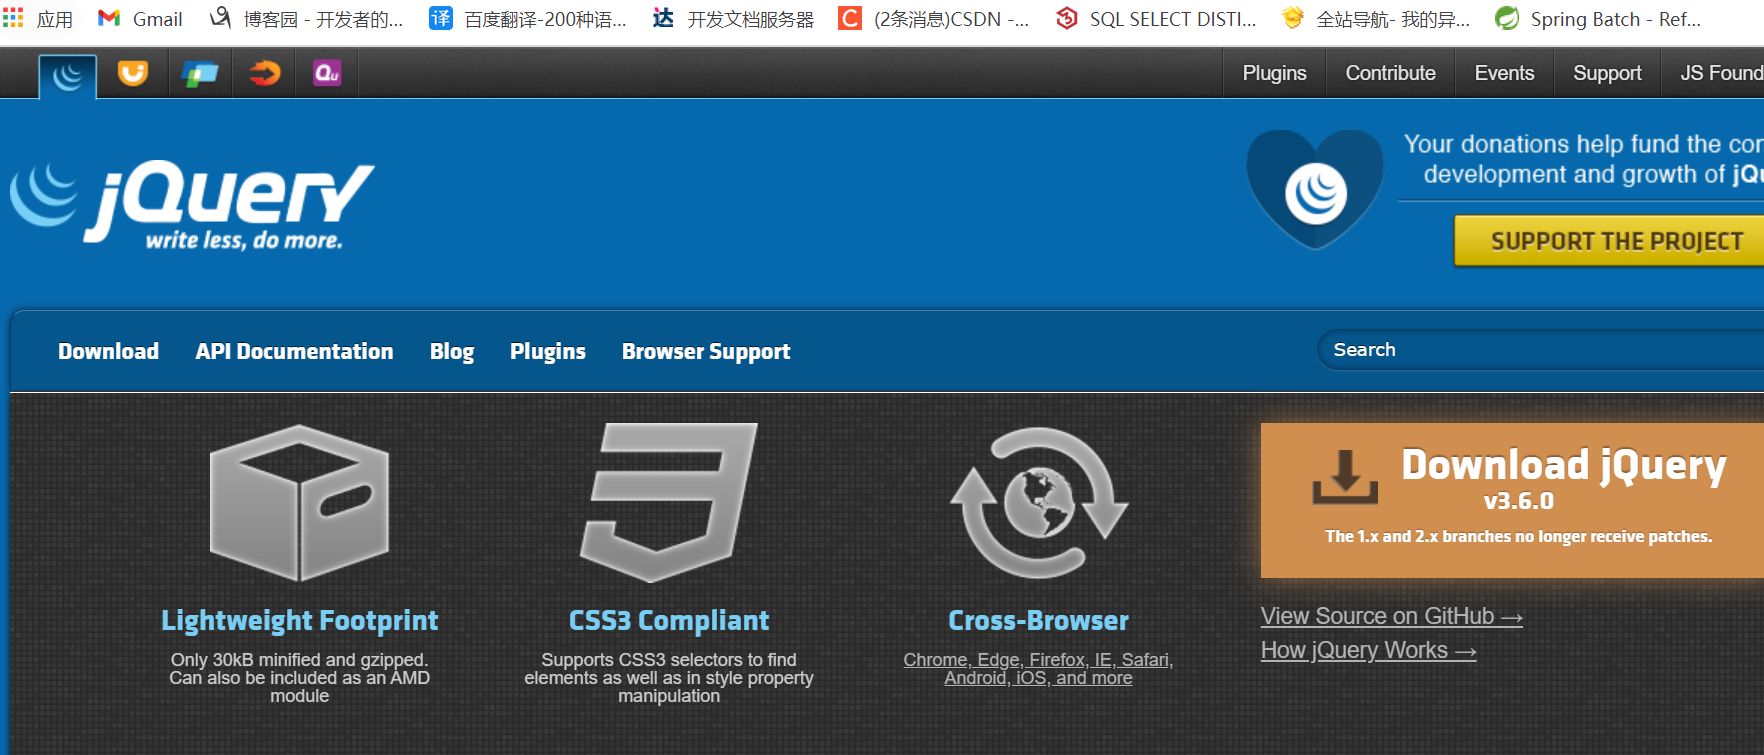 应用 Gmail 博客园 - 开发者的... 百度翻译-200种语... 开发文档服务器 (2条消息)CSDN -... SQL SELECT DISTI... 全站导航- 我的异... Spring Batch - Ref...
Plugins Contribute Events Support JS Found
jQuery
write less, do more.
Your donations help fund the con
development and growth of jQu
SUPPORT THE PROJECT
Download API Documentation Blog Plugins Browser Support Search
Lightweight Footprint
Only 30kB minified and gzipped.
Can also be included as an AMD
module
CSS3 Compliant
Supports CSS3 selectors to find
elements as well as in style property
manipulation
Cross-Browser
Chrome, Edge, Firefox, IE, Safari,
Android, iOS, and more
Download jQuery
v3.6.0
The 1.x and 2.x branches no longer receive patches.
View Source on GitHub →
How jQuery Works →